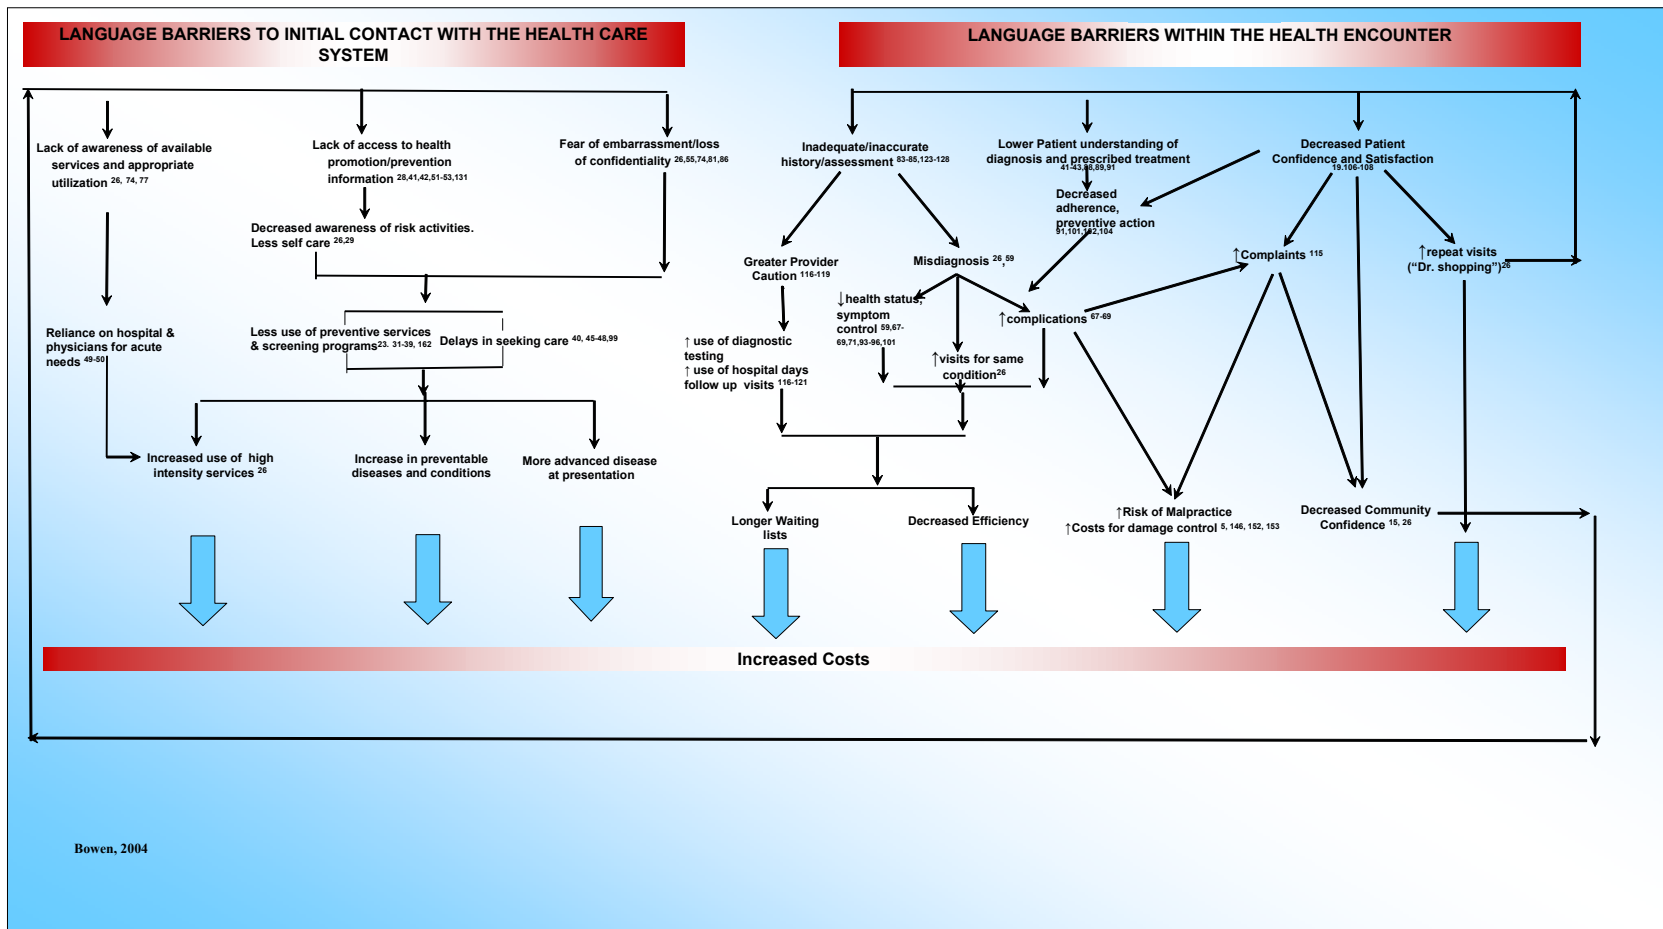 LANGUAGE BARRIERS TO INITIAL CONTACT WITH THE HEALTH CARE
SYSTEM
LANGUAGE BARRIERS WITHIN THE HEALTH ENCOUNTER
Lack of awareness of available
services and appropriate
utilization 26, 74, 77
Lack of access to health
promotion/prevention
information 28,41,42,51-53,131
Fear of embarrassment/loss
of confidentiality 26,55,74,81,86
Inadequate/inaccurate
history/assessment 83-85,123-128
Lower Patient understanding of
diagnosis and prescribed treatment
41-43,88,89,91
Decreased Patient
Confidence and Satisfaction
19,106-108
Decreased
adherence,
preventive action
91,101,102,104
Decreased awareness of risk activities.
Less self care 26,29
Greater Provider
Caution 116-119
Misdiagnosis 26, 59
↑Complaints 115
↑repeat visits
(“Dr. shopping”)26
Reliance on hospital &
physicians for acute
needs 49-50
Less use of preventive services
& screening programs23. 31-39, 162
Delays in seeking care 40, 45-48,99
↑ use of diagnostic
testing
↑ use of hospital days
follow up visits 116-121
↓health status,
symptom
control 59,67-
69,71,93-96,101
↑visits for same
condition26
↑complications 67-69
Increased use of high
intensity services 26
Increase in preventable
diseases and conditions
More advanced disease
at presentation
Longer Waiting
lists
Decreased Efficiency
↑Risk of Malpractice
↑Costs for damage control 5, 146, 152, 153
Decreased Community
Confidence 15, 26
Increased Costs
Bowen, 2004